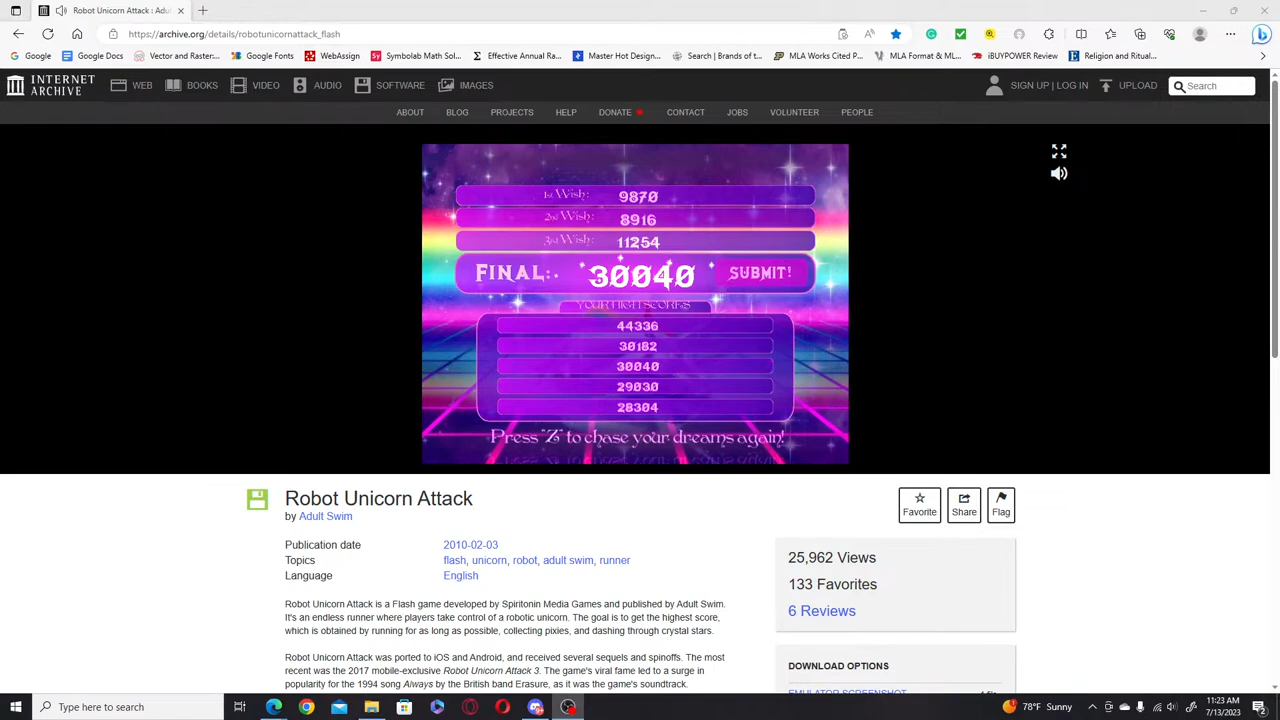 Robot Unicorn Attack : Adu
https://archive.org/details/robotunicornattack_flash
Google
Google Docs
Vector and Raster...
Google Fonts
WebAssign
Symbolab Math Sol...
Effective Annual Ra...
Master Hot Design...
Search | Brands of t...
MLA Works Cited P...
MLA Format & ML...
iBUYPOWER Register
Religion and Ritual...
INTERNET ARCHIVE
WEB
BOOKS
VIDEO
AUDIO
SOFTWARE
IMAGES
SIGN UP | LOG IN
UPLOAD
Search
ABOUT
BLOG
PROJECTS
HELP
DONATE
CONTACT
JOBS
VOLUNTEER
PEOPLE
1st Wish: 9870
2nd Wish: 8916
3rd Wish: 11254
FINAL: 30040 SUBMIT!
YOUR HIGH SCORES
44336
30182
30040
29030
28304
Press "Z" to chase your dreams again!
Robot Unicorn Attack
by Adult Swim
Favorite
Share
Flag
Publication date 2010-02-03
Topics flash, unicorn, robot, adult swim, runner
Language English
25,962 Views
133 Favorites
6 Reviews
Robot Unicorn Attack is a Flash game developed by Spiritonin Media Games and published by Adult Swim.
It's an endless runner where players take control of a robotic unicorn. The goal is to get the highest score,
which is obtained by running for as long as possible, collecting pixies, and dashing through crystal stars.
Robot Unicorn Attack was ported to iOS and Android, and received several sequels and spinoffs. The most
recent was the 2017 mobile-exclusive Robot Unicorn Attack 3. The game's viral fame led to a surge in
popularity for the 1994 song Always by the British band Erasure, as it was the game's soundtrack.
DOWNLOAD OPTIONS
EMULATOR SCREENSHOT
Type here to search
78°F Sunny
11:23 AM
7/13/2023